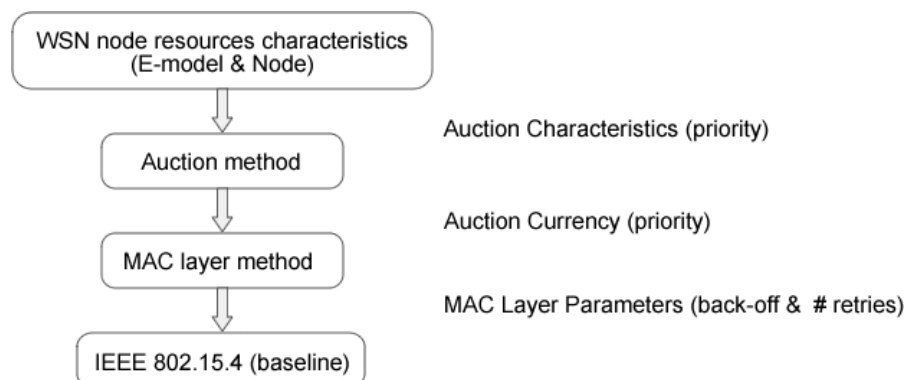 WSN node resources characteristics
(E-model & Node)
Auction Characteristics (priority)
Auction method
Auction Currency (priority)
MAC layer method
MAC Layer Parameters (back-off & # retries)
IEEE 802.15.4 (baseline)